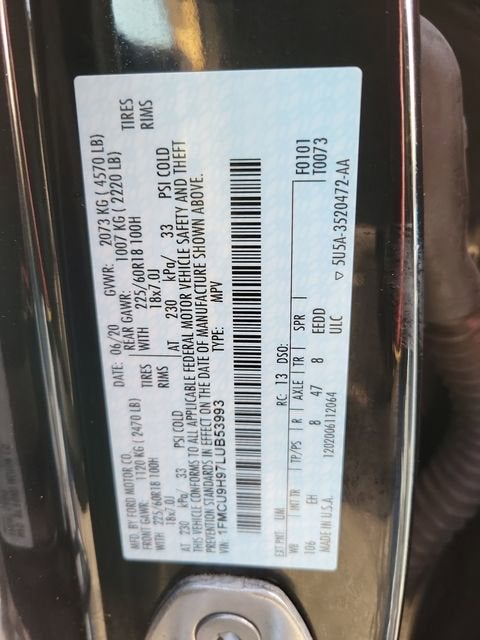 MFD. BY FORD MOTOR CO.
DATE: 06/20 GVWR: 2073 KG ( 4570 LB)
FRONT GAWR: 1120 KG ( 2470 LB) REAR GAWR: 1007 KG ( 2220 LB)
225/60R18 100H TIRES WITH 225/60R18 100H TIRES
18x7.0J RIMS 18x7.0J RIMS
AT 230 kPa/ 33 PSI COLD AT 230 kPa/ 33 PSI COLD
THIS VEHICLE CONFORMS TO ALL APPLICABLE FEDERAL MOTOR VEHICLE SAFETY AND THEFT
PREVENTION STANDARDS IN EFFECT ON THE DATE OF MANUFACTURE SHOWN ABOVE.
VIN: 1FMCU9H97LUB53993 TYPE: MPV
F0101
T0073
EXT PNT: UM RC: 13 DSO:
WB INT TR TP/PS R AXLE TR SPR
106 EH 8 47 8 EEDD
MADE IN U.S.A. 1202006112064 ULC
▽ 5U5A-3520472-AA